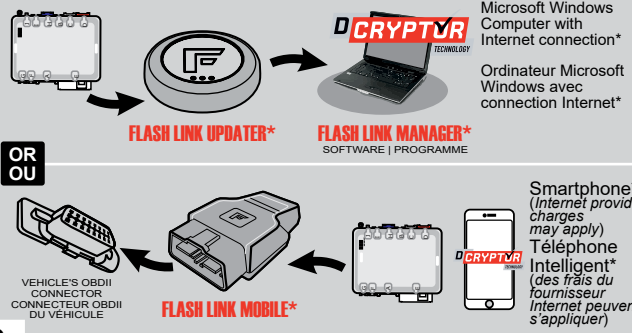 Microsoft Windows
Computer with
Internet connection*
Ordinateur Microsoft
Windows avec
connection Internet*
DCRYPTOR
TECHNOLOGY
FLASH LINK UPDATER*
FLASH LINK MANAGER*
SOFTWARE | PROGRAMME
OR
OU
VEHICLE'S OBDII
CONNECTOR
CONNECTEUR OBDII
DU VÉHICULE
FLASH LINK MOBILE*
DCRYPTOR
TECHNOLOGY
Smartphone
(Internet provid
charges
may apply)
Téléphone
Intelligent*
(des frais du
fournisseur
Internet peuven
s'appliquer)